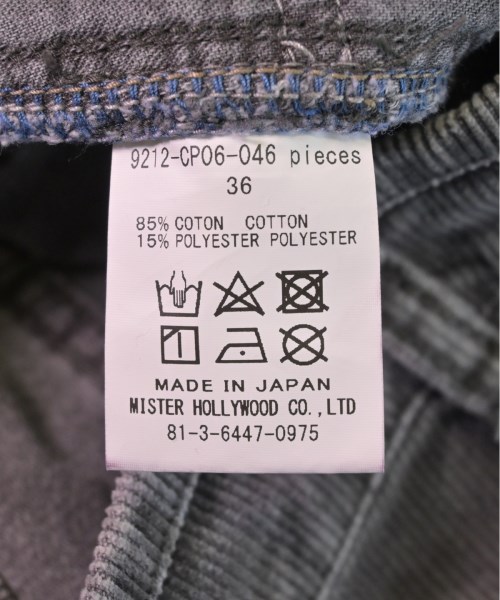 9212-CP06-046 pieces
36
85% COTON COTTON
15% POLYESTER POLYESTER
MADE IN JAPAN
MISTER HOLLYWOOD CO.,LTD
81-3-6447-0975